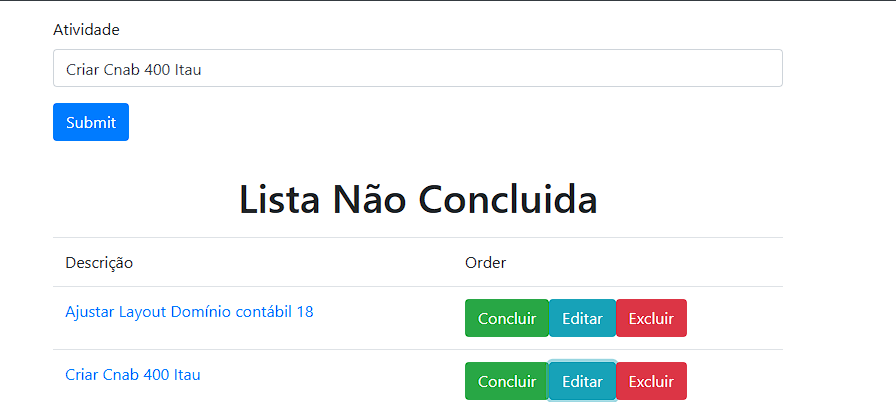 Atividade
Criar Cnab 400 Itau
Submit
Lista Não Concluida
Descrição Order
Ajustar Layout Domínio contábil 18 Concluir Editar Excluir
Criar Cnab 400 Itau Concluir Editar Excluir